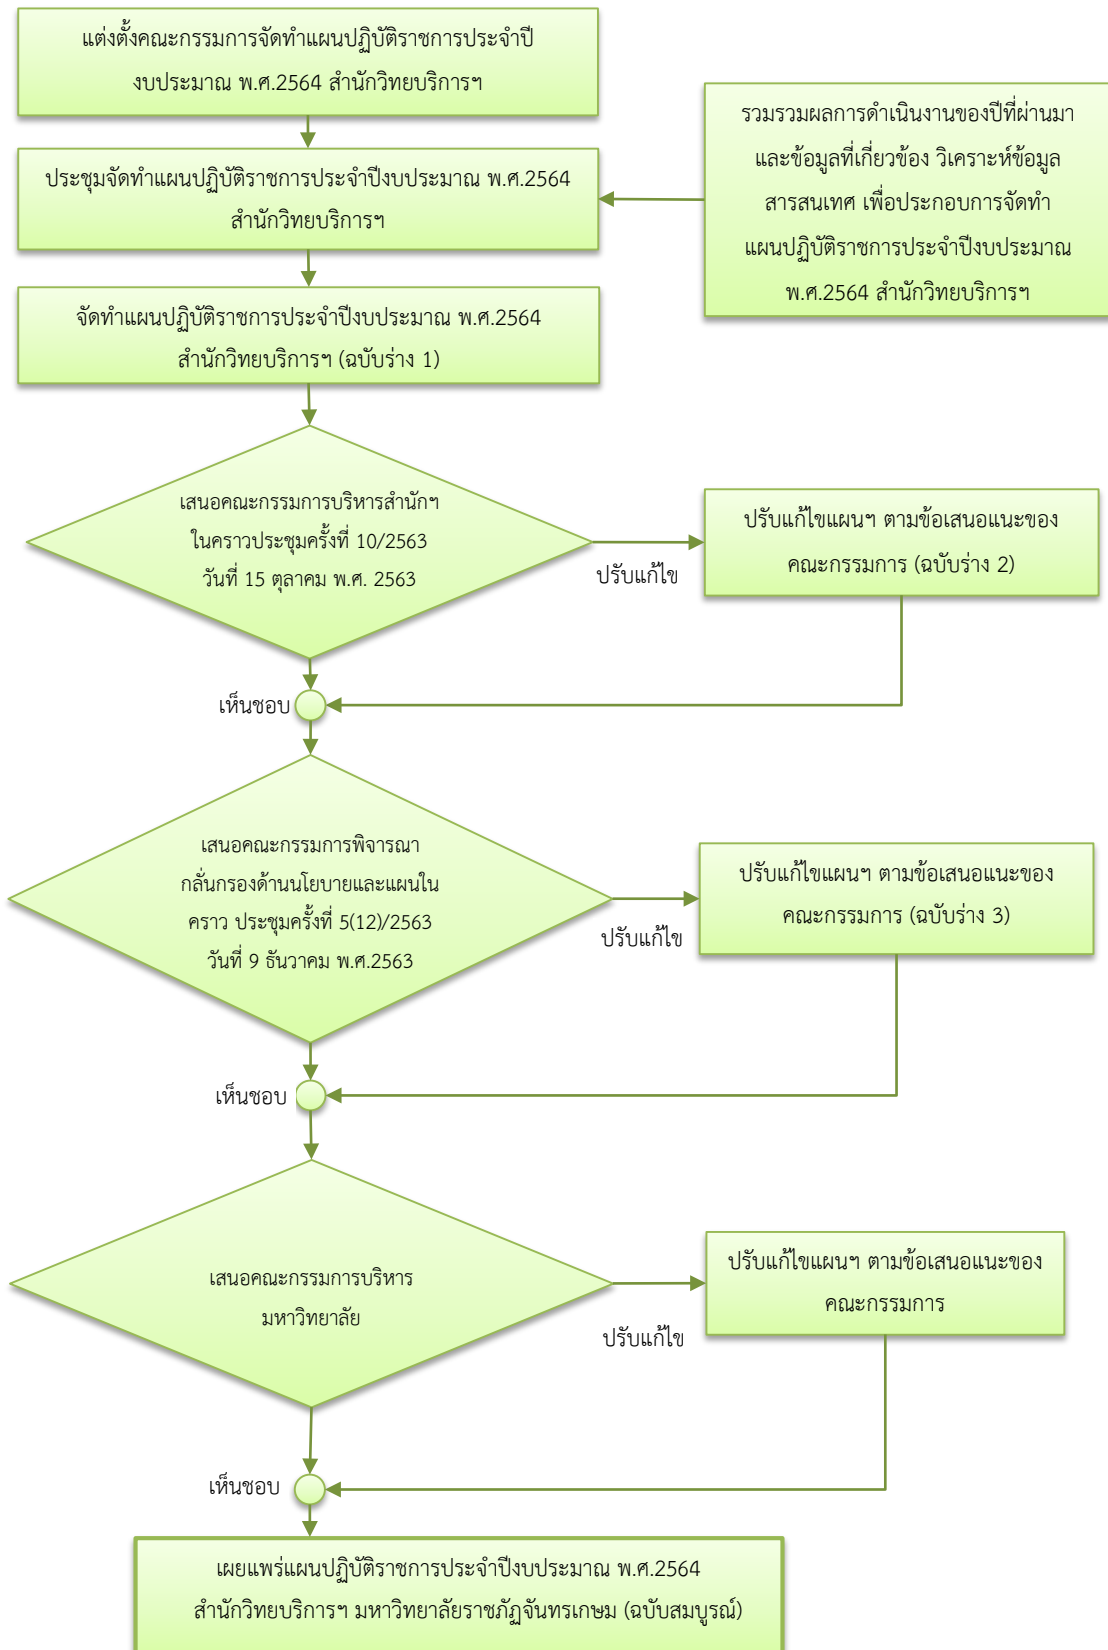 แต่งตั้งคณะกรรมการจัดทำแผนปฏิบัติราชการประจำปี
งบประมาณ พ.ศ.2564 สำนักวิทยบริการฯ
รวมรวมผลการดำเนินงานของปีที่ผ่านมา
และข้อมูลที่เกี่ยวข้อง วิเคราะห์ข้อมูล
สารสนเทศ เพื่อประกอบการจัดทำ
แผนปฏิบัติราชการประจำปีงบประมาณ
พ.ศ.2564 สำนักวิทยบริการฯ
ประชุมจัดทำแผนปฏิบัติราชการประจำปีงบประมาณ พ.ศ.2564
สำนักวิทยบริการฯ
จัดทำแผนปฏิบัติราชการประจำปีงบประมาณ พ.ศ.2564
สำนักวิทยบริการฯ (ฉบับร่าง 1)
เสนอคณะกรรมการบริหารสำนักฯ
ในคราวประชุมครั้งที่ 10/2563
วันที่ 15 ตุลาคม พ.ศ. 2563
ปรับแก้ไข
ปรับแก้ไขแผนฯ ตามข้อเสนอแนะของ
คณะกรรมการ (ฉบับร่าง 2)
เห็นชอบ
เสนอคณะกรรมการพิจารณา
กลั่นกรองด้านนโยบายและแผนใน
คราว ประชุมครั้งที่ 5(12)/2563
วันที่ 9 ธันวาคม พ.ศ.2563
ปรับแก้ไข
ปรับแก้ไขแผนฯ ตามข้อเสนอแนะของ
คณะกรรมการ (ฉบับร่าง 3)
เห็นชอบ
เสนอคณะกรรมการบริหาร
มหาวิทยาลัย
ปรับแก้ไข
ปรับแก้ไขแผนฯ ตามข้อเสนอแนะของ
คณะกรรมการ
เห็นชอบ
เผยแพร่แผนปฏิบัติราชการประจำปีงบประมาณ พ.ศ.2564
สำนักวิทยบริการฯ มหาวิทยาลัยราชภัฏจันทรเกษม (ฉบับสมบูรณ์)